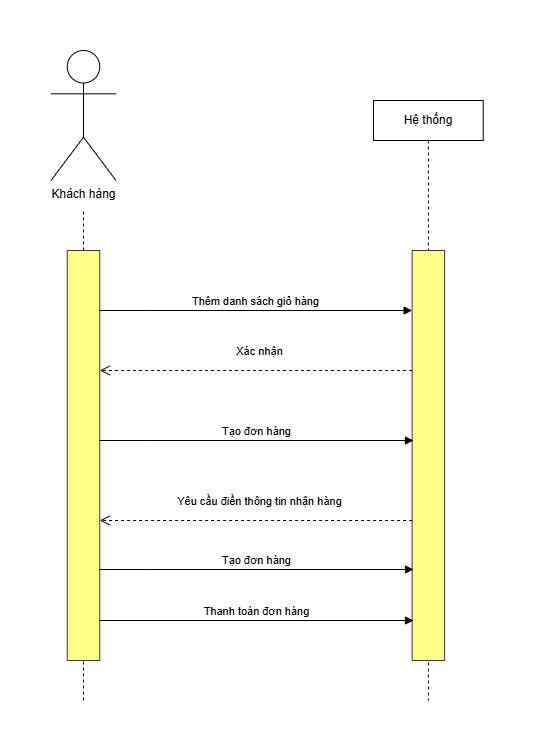 Khách hàng
Hệ thống
Thêm danh sách giỏ hàng
Xác nhận
Tạo đơn hàng
Yêu cầu điền thông tin nhận hàng
Tạo đơn hàng
Thanh toán đơn hàng